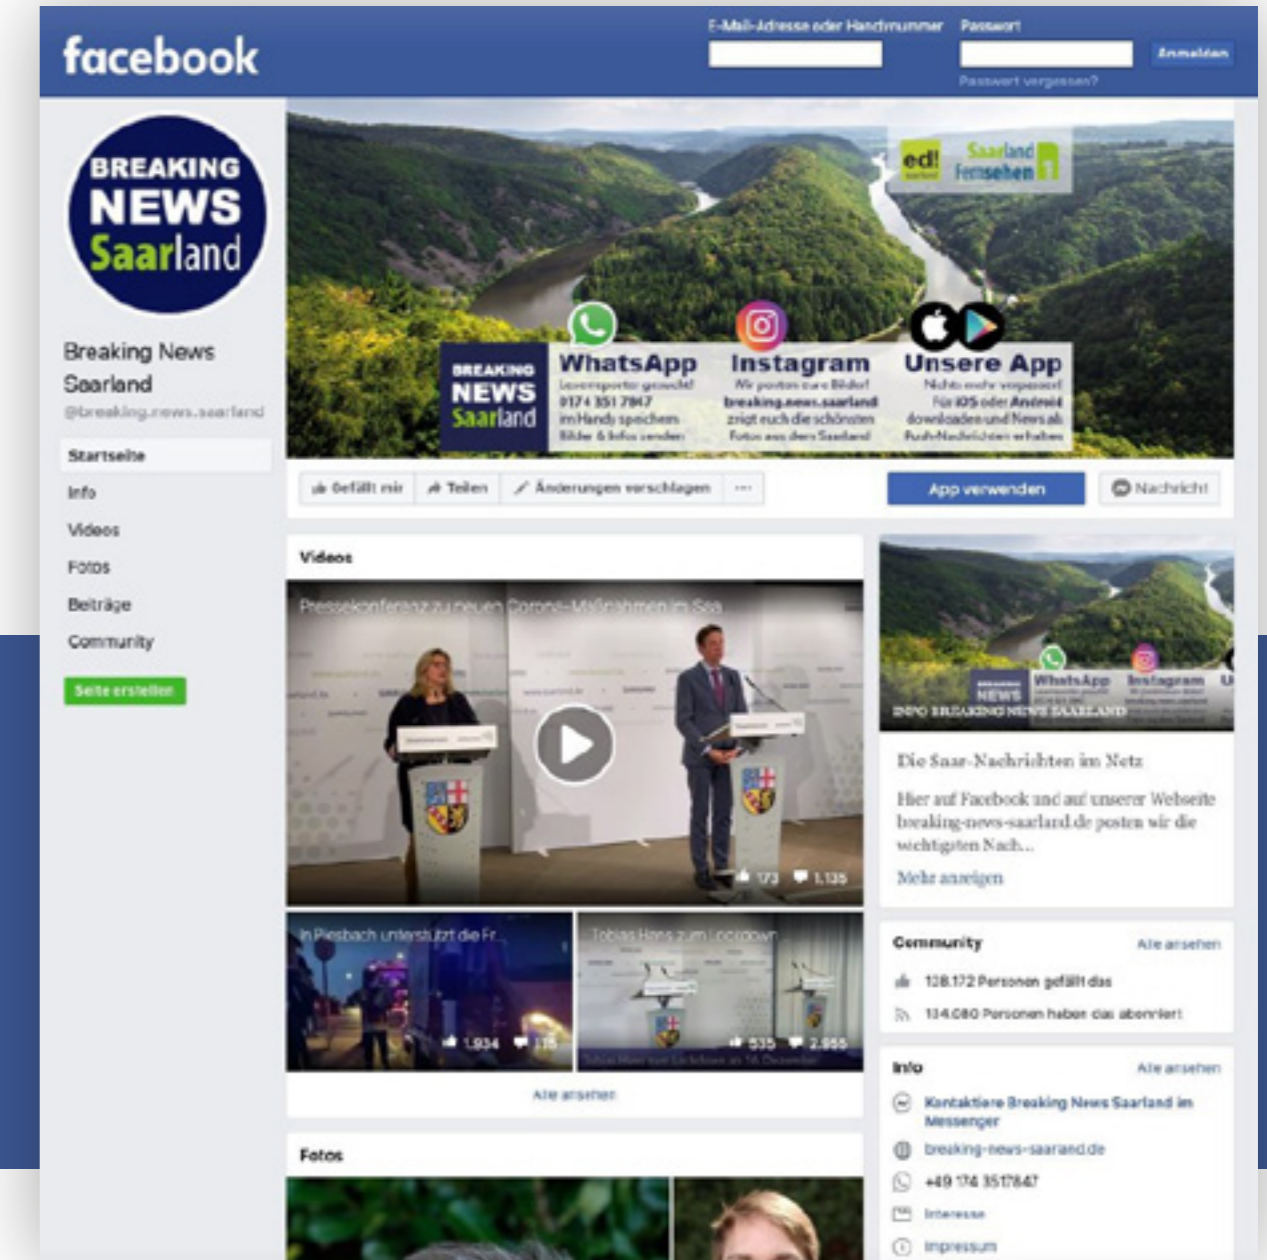 facebook
E-Mail-Adresse oder Handynummer
Passwort
Anmelden
Passwort vergessen?
BREAKING
NEWS
Saarland
Breaking News
Saarland
@breaking.news.saarland
Startseite
Info
Videos
Fotos
Beiträge
Community
Seite erstellen
ed!
Saarland
Fernsehen 1
BREAKING
NEWS
Saarland
WhatsApp
Leserreporter gesucht!
0174 351 7847
im Handy speichern
Bilder & Infos senden
Instagram
Wir posten eure Bilder!
breaking.news.saarland
zeigt euch die schönsten
Fotos aus dem Saarland
Unsere App
Nichts mehr verpassen!
Für iOS oder Android
downloaden und News als
Push-Nachrichten erhalten
Gefällt mir
Teilen
Änderungen vorschlagen
...
App verwenden
Nachricht
Videos
Pressekonferenz zu neuen Corona-Maßnahmen im Saa
173
1.135
In Piesbach unterstützt die Fr...
1.934
Tobias Hans zum Lockdown ...
535
2.955
Alle ansehen
Fotos
NEWS
WhatsApp
Instagram
INFO BREAKING NEWS SAARLAND
Die Saar-Nachrichten im Netz
Hier auf Facebook und auf unserer Webseite
breaking-news-saarland.de posten wir die
wichtigsten Nach...
Mehr anzeigen
Community
Alle ansehen
Personen gefällt das
134.080 Personen haben das abonniert
Info
Alle ansehen
Kontaktiere Breaking News Saarland im
Messenger
breaking-news-saarland.de
+49 174 3517847
Interesse
Impressum